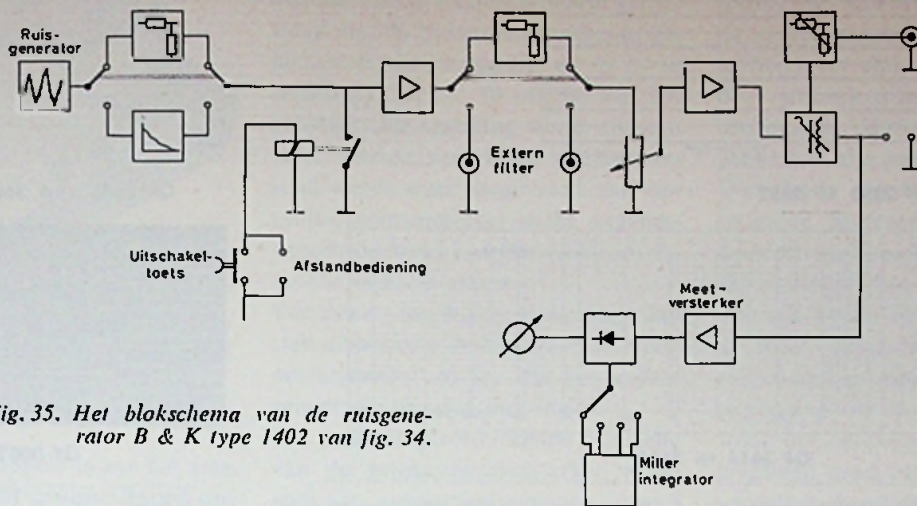 Ruis-
generator
Extern
filter
Uitschakel-
toets
Afstandbediening
Meet-
versterker
Miller
integrator
ig. 35. Het blokschema van de ruisgene-
rator B & K type 1402 van fig. 34.